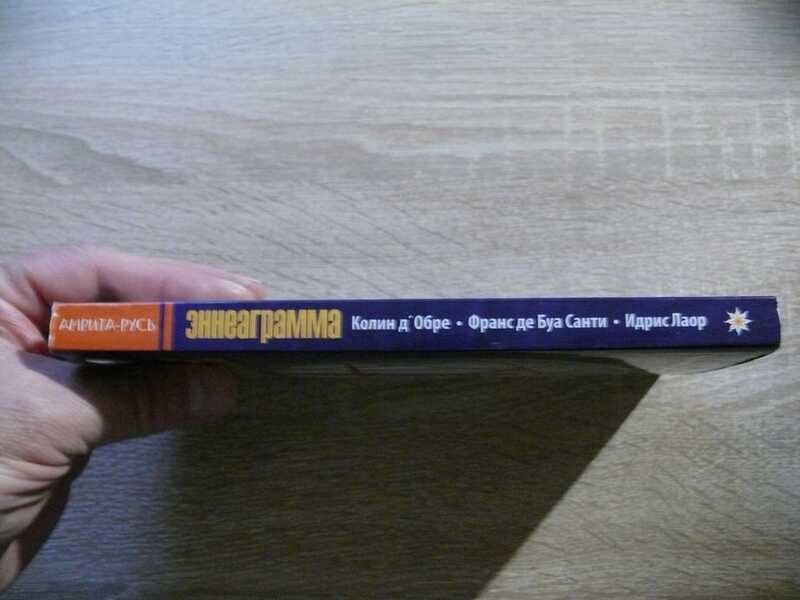 АМРИТА-РУСЬ эннеаграмма Колин д'Обре • Франс де Буа Санти • Идрис Лаор